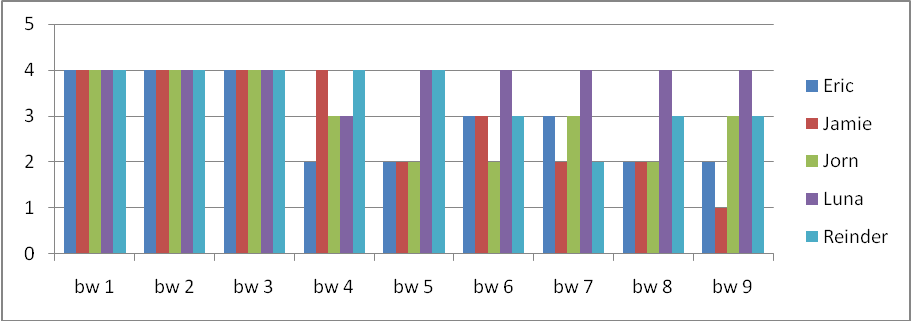 5
4
3
2
1
0
bw 1 bw 2 bw 3 bw 4 bw 5 bw 6 bw 7 bw 8 bw 9
Eric
Jamie
Jorn
Luna
Reinder